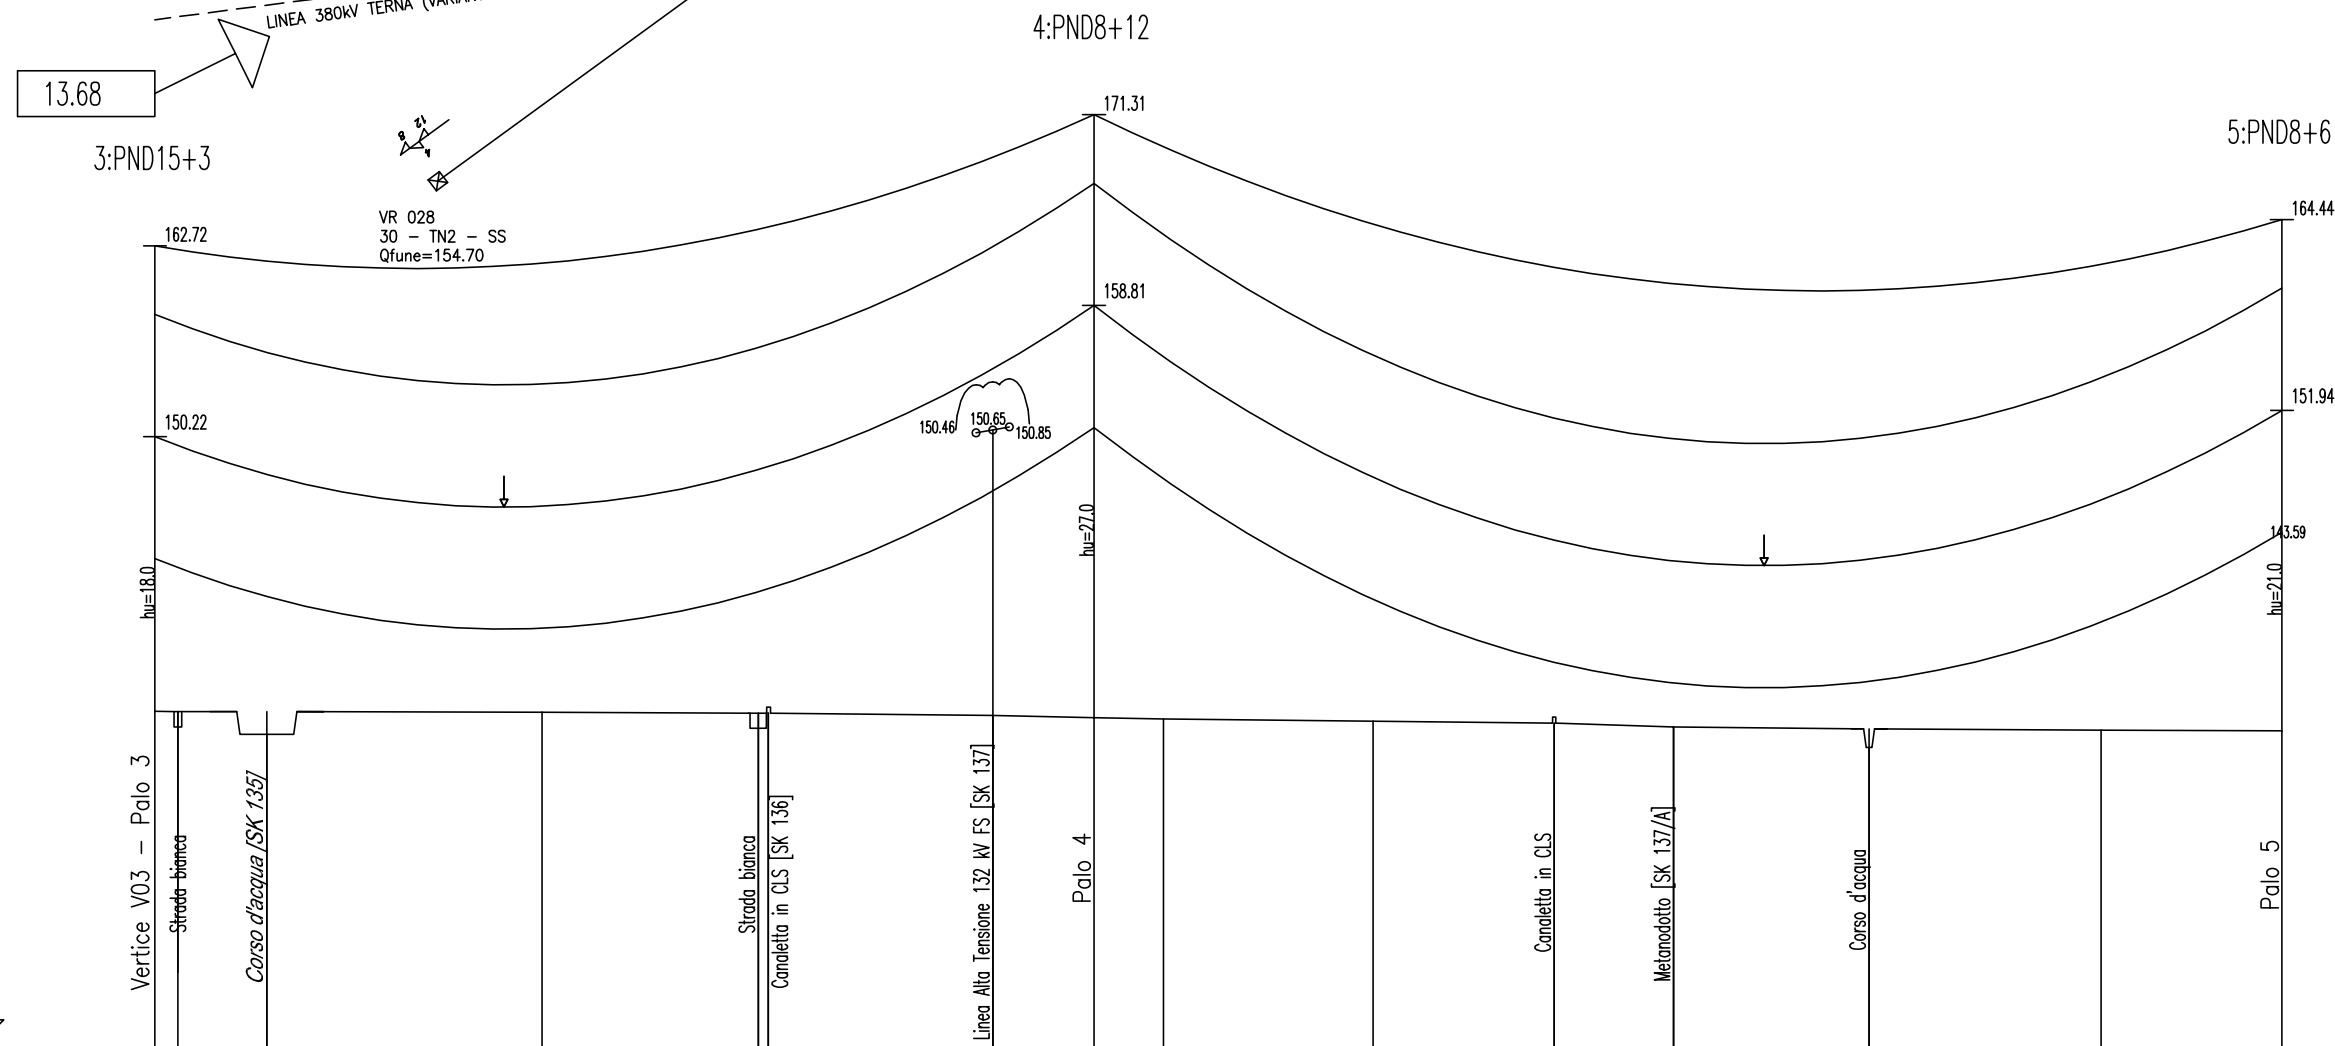 LINEA 380kV TERNA
4:PND8+12
13.68
3:PND15+3
12
8
4
171.31
5:PND8+6
VR 028
30 - TN2 - SS
Qfune=154.70
162.72
164.44
158.81
150.22
151.94
150.46
150.65
150.85
hu=18.0
hu=27.0
143.59
hu=21.0
Vertice V03 - Palo 3
Strada bianca
Corso d'acqua [SK 135]
Strada bianca
Canaletta in CLS [SK 136]
Linea Alta Tensione 132 kV FS [SK 137]
Palo 4
Canaletta in CLS
Metanodotto [SK 137/A]
Corso d'acqua
Palo 5